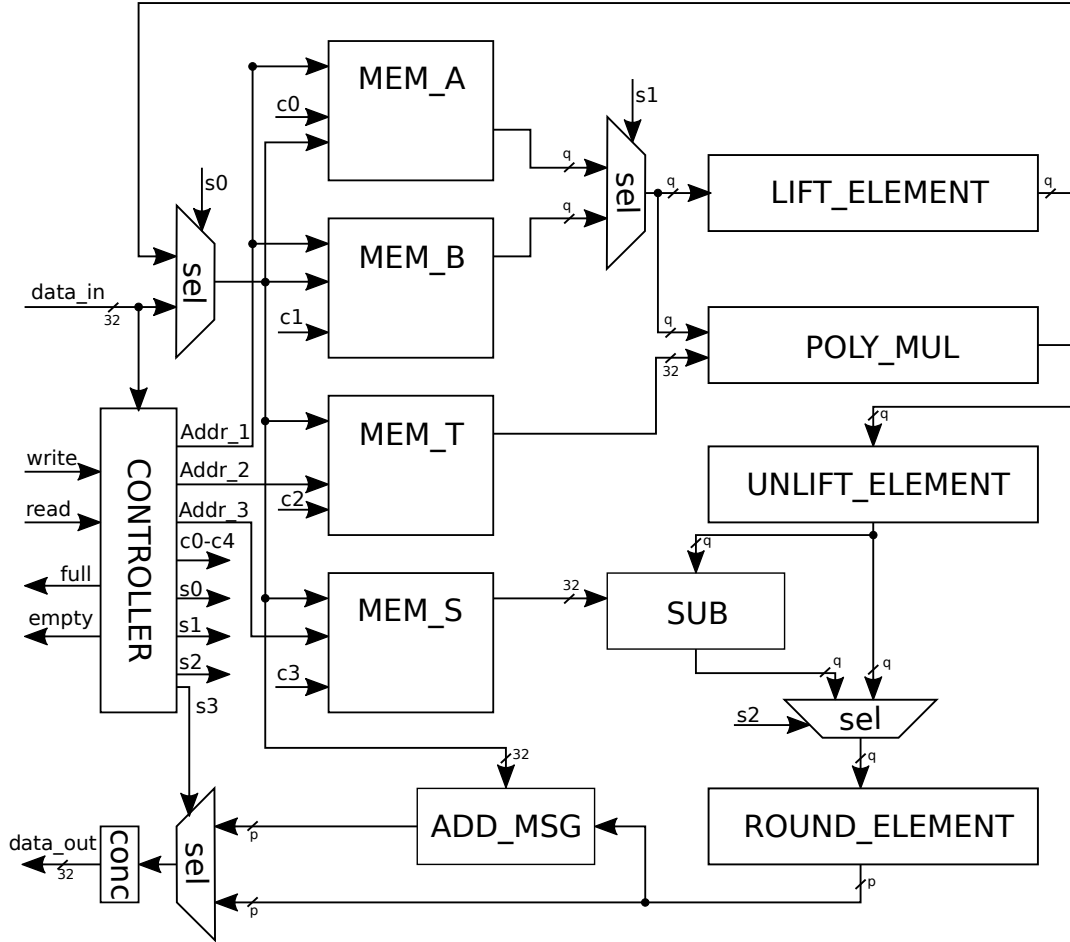 MEM_A
c0
s1
q
sel
q
LIFT_ELEMENT
q
s0
sel
data_in
32
MEM_B
q
c1
q
32
POLY_MUL
CONTROLLER
write
read
full
empty
Addr_1
Addr_2
Addr_3
c0-c4
s0
s1
s2
s3
MEM_T
c2
q
UNLIFT_ELEMENT
MEM_S
c3
32
q
SUB
q
q
s2
sel
q
32
ADD_MSG
ROUND_ELEMENT
p
p
p
sel
conc
data_out
32